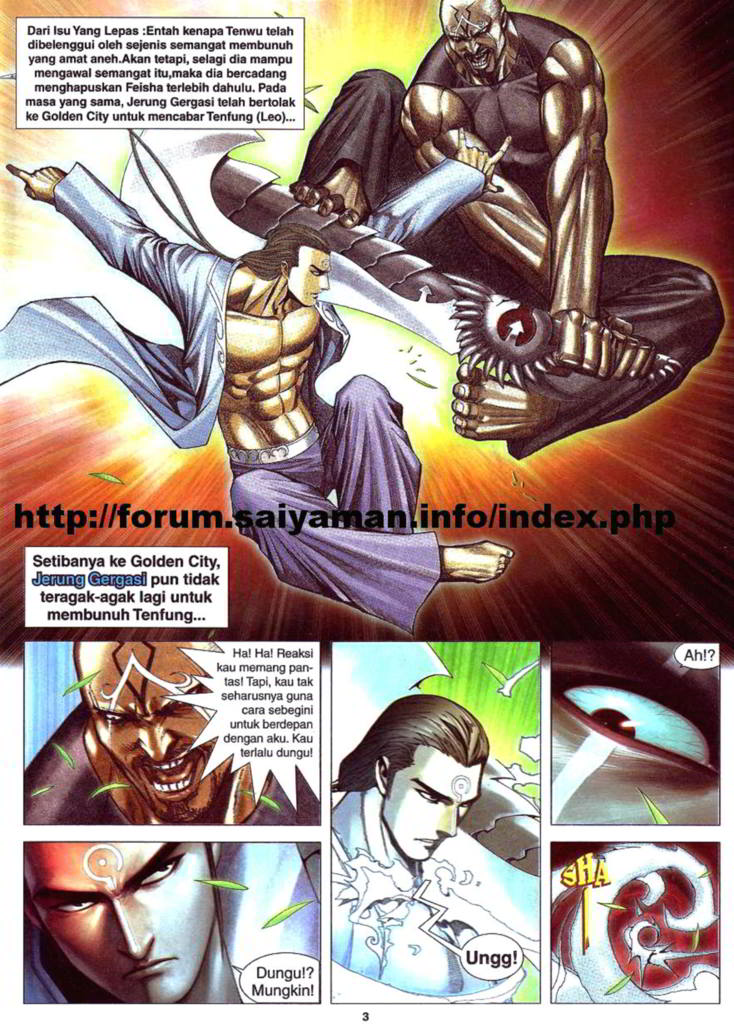 Dari Isu Yang Lepas :Entah kenapa Tenwu telah
dibelenggui oleh sejenis semangat membunuh
yang amat aneh.Akan tetapi, selagi dia mampu
mengawal semangat itu,maka dia bercadang
menghapuskan Feisha terlebih dahulu. Pada
masa yang sama, Jerung Gergasi telah bertolak
ke Golden City untuk mencabar Tenfung (Leo)...
http://forum.saiyaman.info/index.php
Setibanya ke Golden City,
Jerung Gergasi pun tidak
teragak-agak lagi untuk
membunuh Tenfung...
Ha! Ha! Reaksi
kau memang pan-
tas! Tapi, kau tak
seharusnya guna
cara sebegini
untuk berdepan
dengan aku. Kau
terlalu dungu!
Dungu!?
Mungkin!
Ungg!
Ah!?
SHA
3